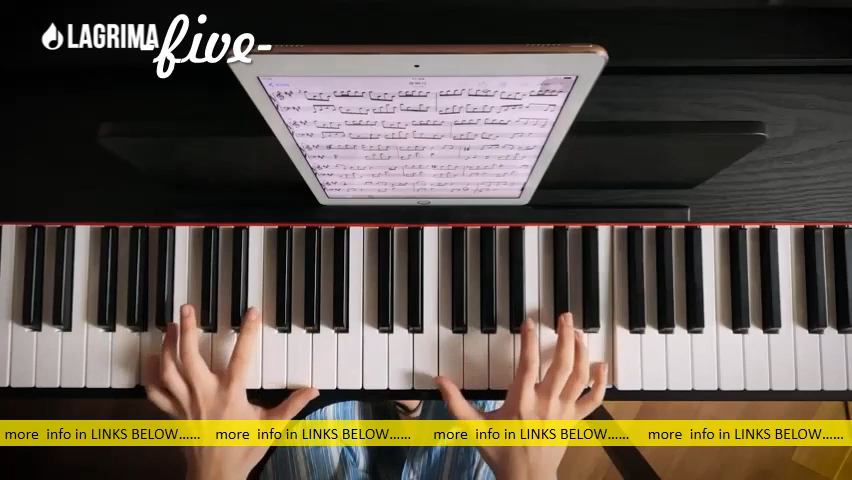 LAGRIMA
-five-
more  info in LINKS BELOW...... more  info in LINKS BELOW...... more  info in LINKS BELOW...... more  info in LINKS BELOW......